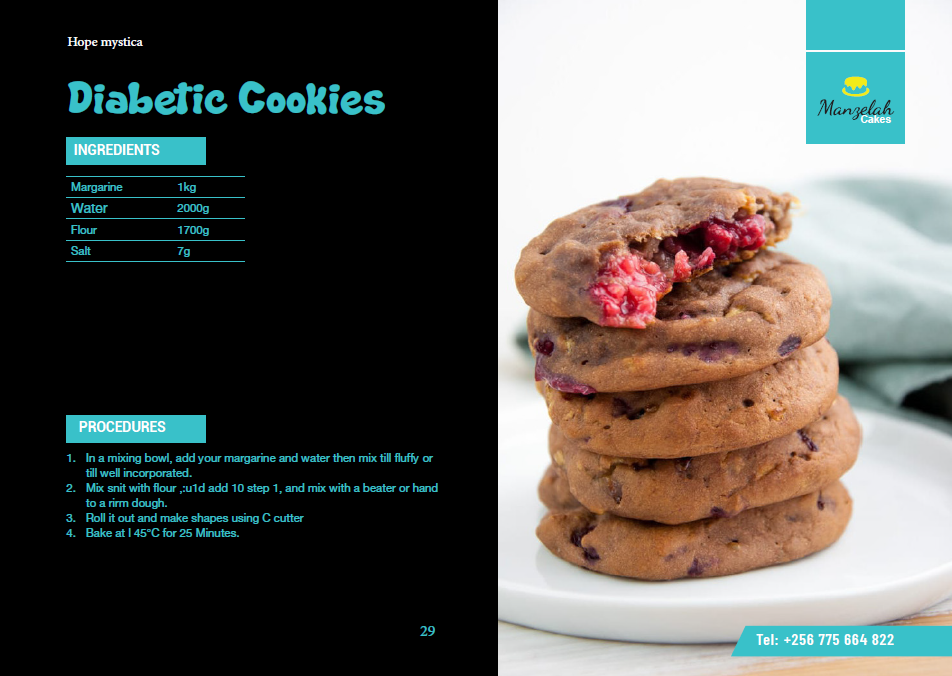 Hope mystica
Diabetic Cookies
INGREDIENTS
Margarine 1kg
Water 2000g
Flour 1700g
Salt 7g
PROCEDURES
1. In a mixing bowl, add your margarine and water then mix till fluffy or
till well incorporated.
2. Mix snit with flour ,:u1d add 10 step 1, and mix with a beater or hand
to a rirm dough.
3. Roll it out and make shapes using C cutter
4. Bake at l 45°C for 25 Minutes.
29
Manzelah
Cakes
Tel: +256 775 664 822